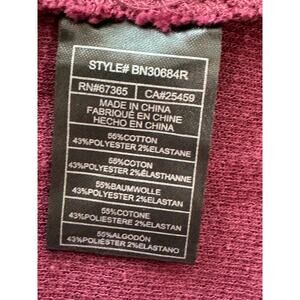 STYLE# BN30684R
RN#67365 CA#25459
MADE IN CHINA
FABRIQUÉ EN CHINE
HECHO EN CHINA
55%COTTON
43%POLYESTER 2%ELASTANE
55%COTON
43%POLYESTER 2%ÉLASTHANNE
55%BAUMWOLLE
43%POLYESTER 2%ELASTAN
55%COTONE
43%POLIESTERE 2%ELASTAN
55%ALGODÓN
43%POLIÉSTER 2%ELASTANO